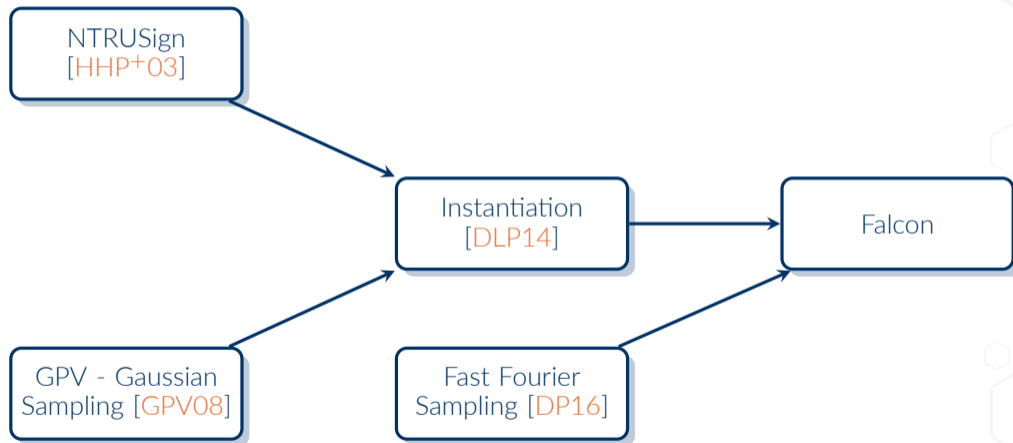 NTRUSign
[HHP+03]
Instantiation
[DLP14]
Falcon
GPV - Gaussian
Sampling [GPV08]
Fast Fourier
Sampling [DP16]